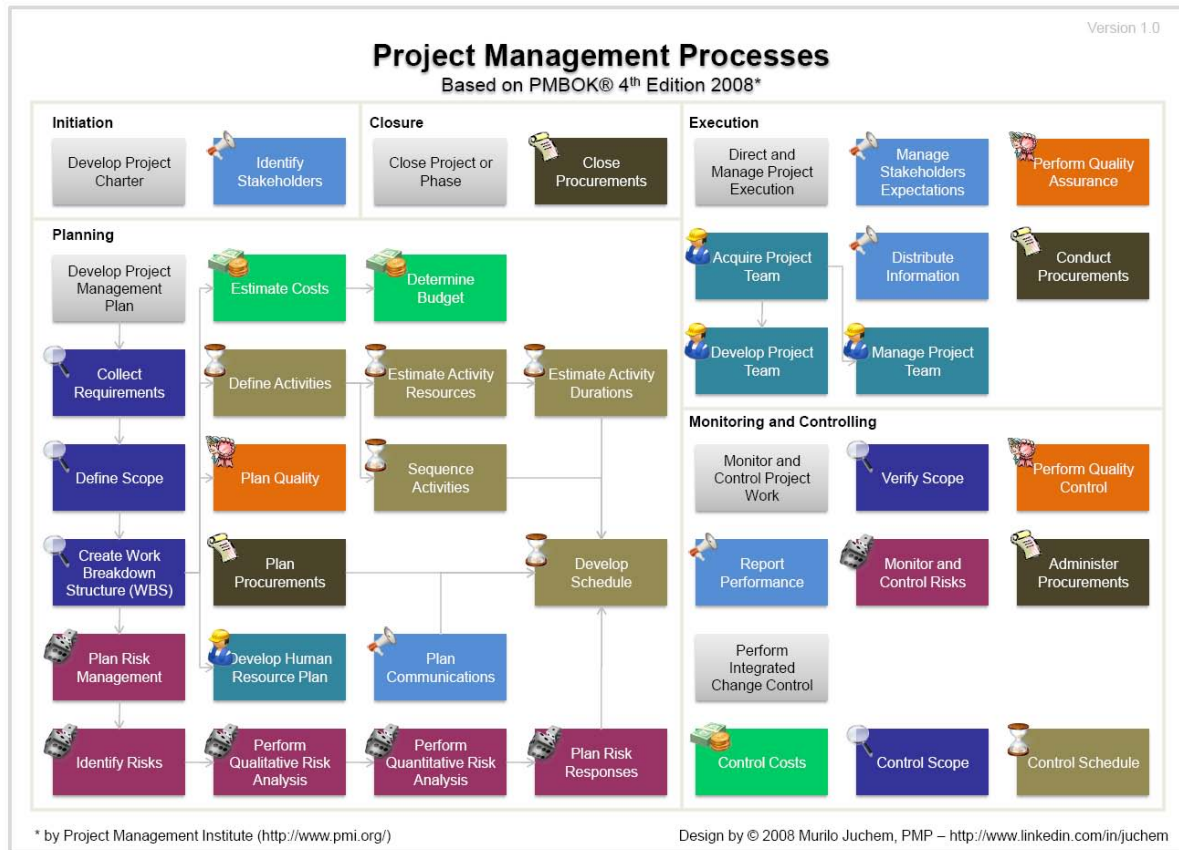 Version 1.0
Project Management Processes
Based on PMBOK® 4th Edition 2008*
Initiation
Develop Project
Charter
Identify
Stakeholders
Closure
Close Project or
Phase
Close
Procurements
Execution
Direct and
Manage Project
Execution
Manage
Stakeholders
Expectations
Perform Quality
Assurance
Acquire Project
Team
Distribute
Information
Conduct
Procurements
Develop Project
Team
Manage Project
Team
Planning
Develop Project
Management
Plan
Estimate Costs
Determine
Budget
Collect
Requirements
Define Activities
Estimate Activity
Resources
Estimate Activity
Durations
Define Scope
Plan Quality
Sequence
Activities
Create Work
Breakdown
Structure (WBS)
Plan
Procurements
Develop
Schedule
Plan Risk
Management
Develop Human
Resource Plan
Plan
Communications
Identify Risks
Perform
Qualitative Risk
Analysis
Perform
Quantitative Risk
Analysis
Plan Risk
Responses
Monitoring and Controlling
Monitor and
Control Project
Work
Verify Scope
Perform Quality
Control
Report
Performance
Monitor and
Control Risks
Administer
Procurements
Perform
Integrated
Change Control
Control Costs
Control Scope
Control Schedule
* by Project Management Institute (http://www.pmi.org/)
Design by © 2008 Murilo Juchem, PMP – http://www.linkedin.com/in/juchem